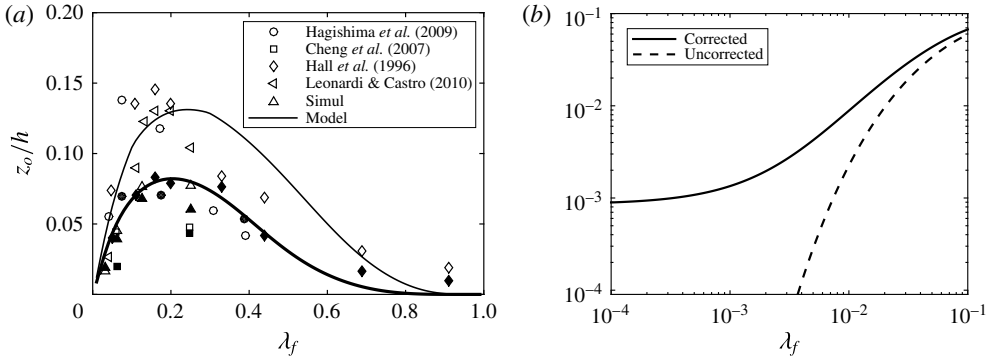 (a)
0.20
0.15
0.10
0.05
z_o/h
0
0.2
0.4
0.6
0.8
1.0
λ_f
Hagishima et al. (2009)
Cheng et al. (2007)
Hall et al. (1996)
Leonardi & Castro (2010)
Simul
Model
(b)
10^–1
10^–2
10^–3
10^–4
10^–4
10^–3
10^–2
10^–1
λ_f
Corrected
Uncorrected